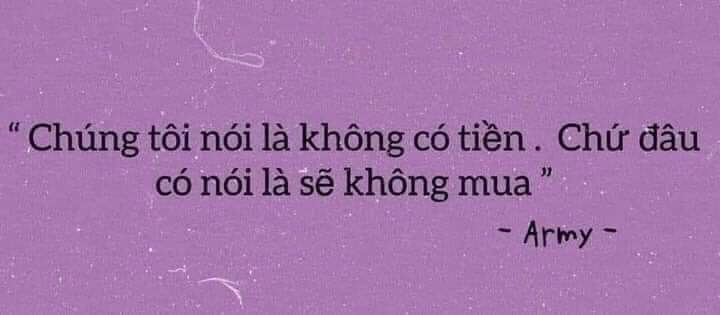 “ Chúng tôi nói là không có tiền . Chứ đâu
có nói là sẽ không mua ”
- Army -